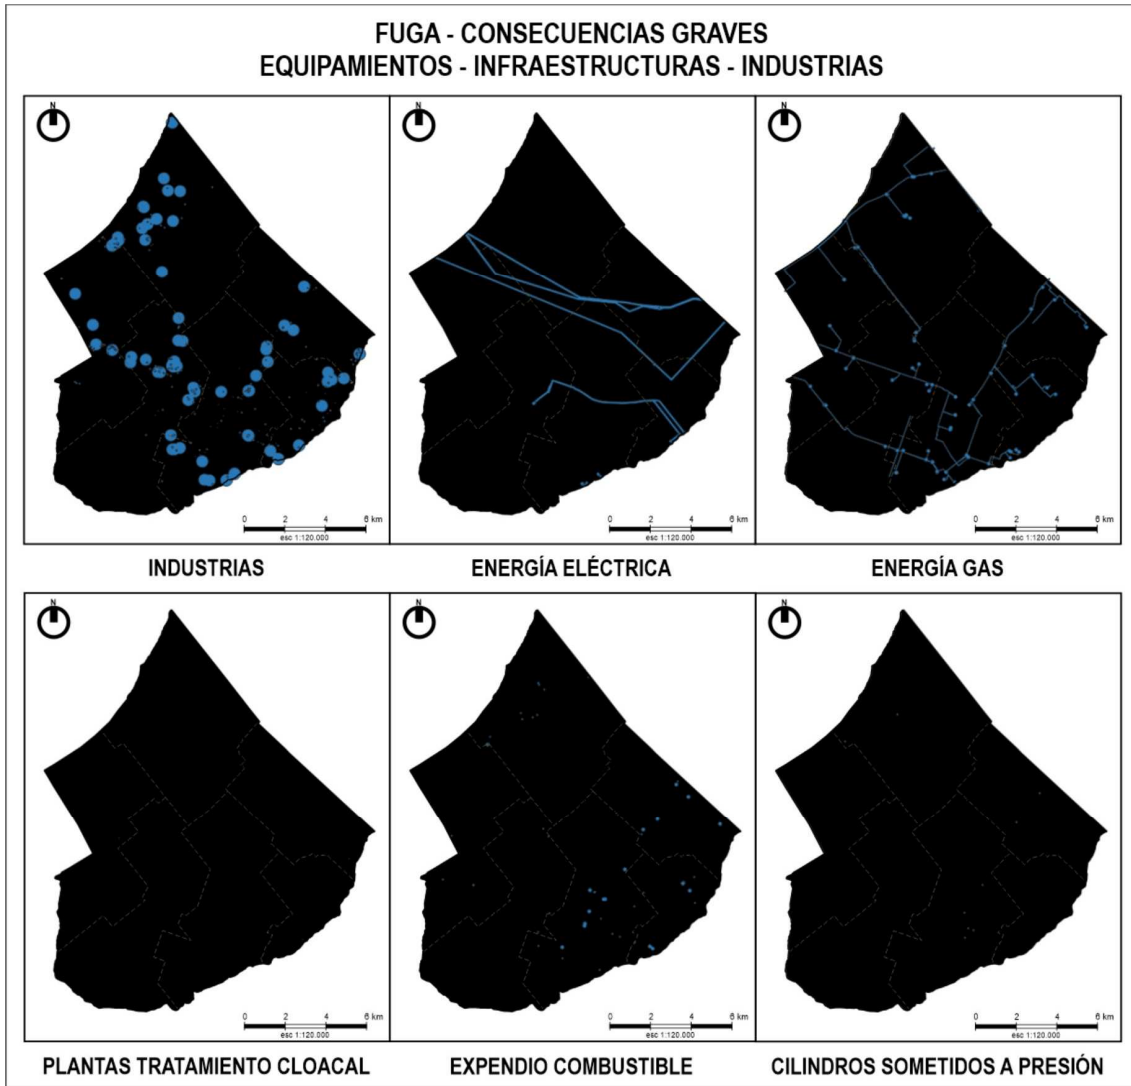 FUGA - CONSECUENCIAS GRAVES
EQUIPAMIENTOS - INFRAESTRUCTURAS - INDUSTRIAS
N
N
N
0 2 4 6 km
esc 1:120.000
0 2 4 6 km
esc 1:120.000
0 2 4 6 km
esc 1:120.000
INDUSTRIAS
ENERGÍA ELÉCTRICA
ENERGÍA GAS
N
N
N
0 2 4 6 km
esc 1:120.000
0 2 4 6 km
esc 1:120.000
0 2 4 6 km
esc 1:120.000
PLANTAS TRATAMIENTO CLOACAL
EXPENDIO COMBUSTIBLE
CILINDROS SOMETIDOS A PRESIÓN